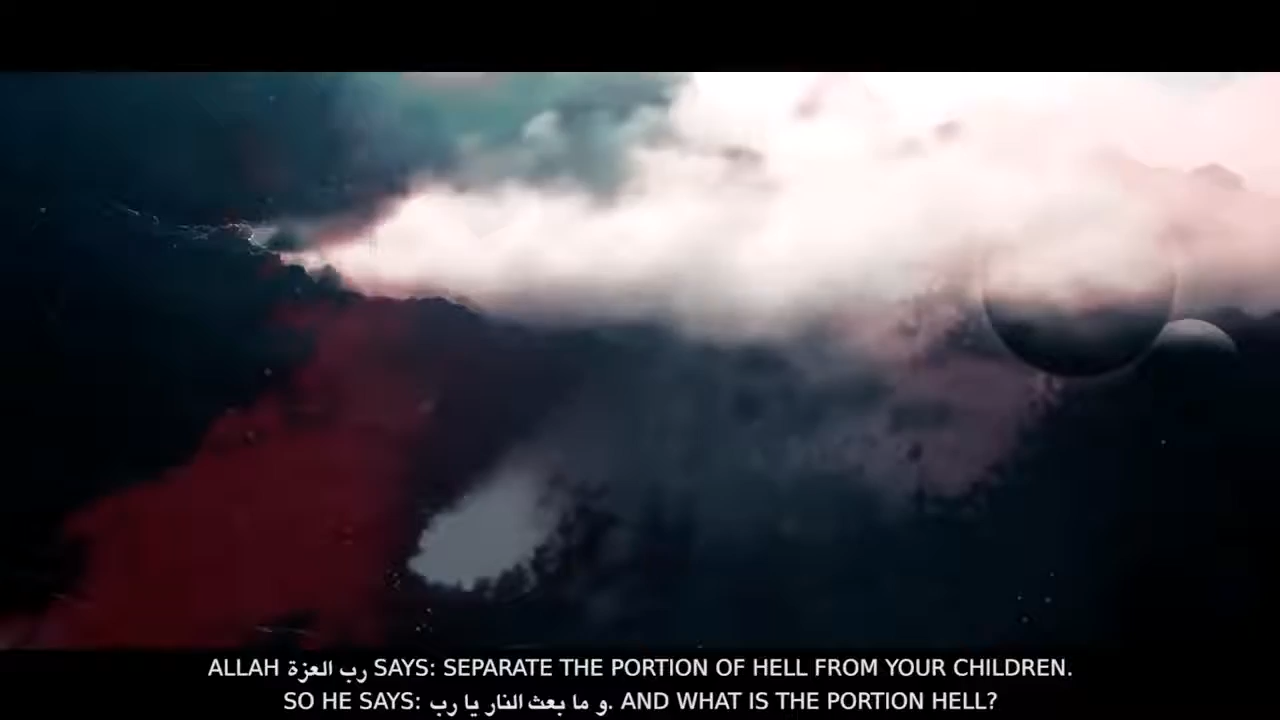 ALLAH رب العزة SAYS: SEPARATE THE PORTION OF HELL FROM YOUR CHILDREN.
SO HE SAYS: و ما بعث النار يا رب. AND WHAT IS THE PORTION HELL?